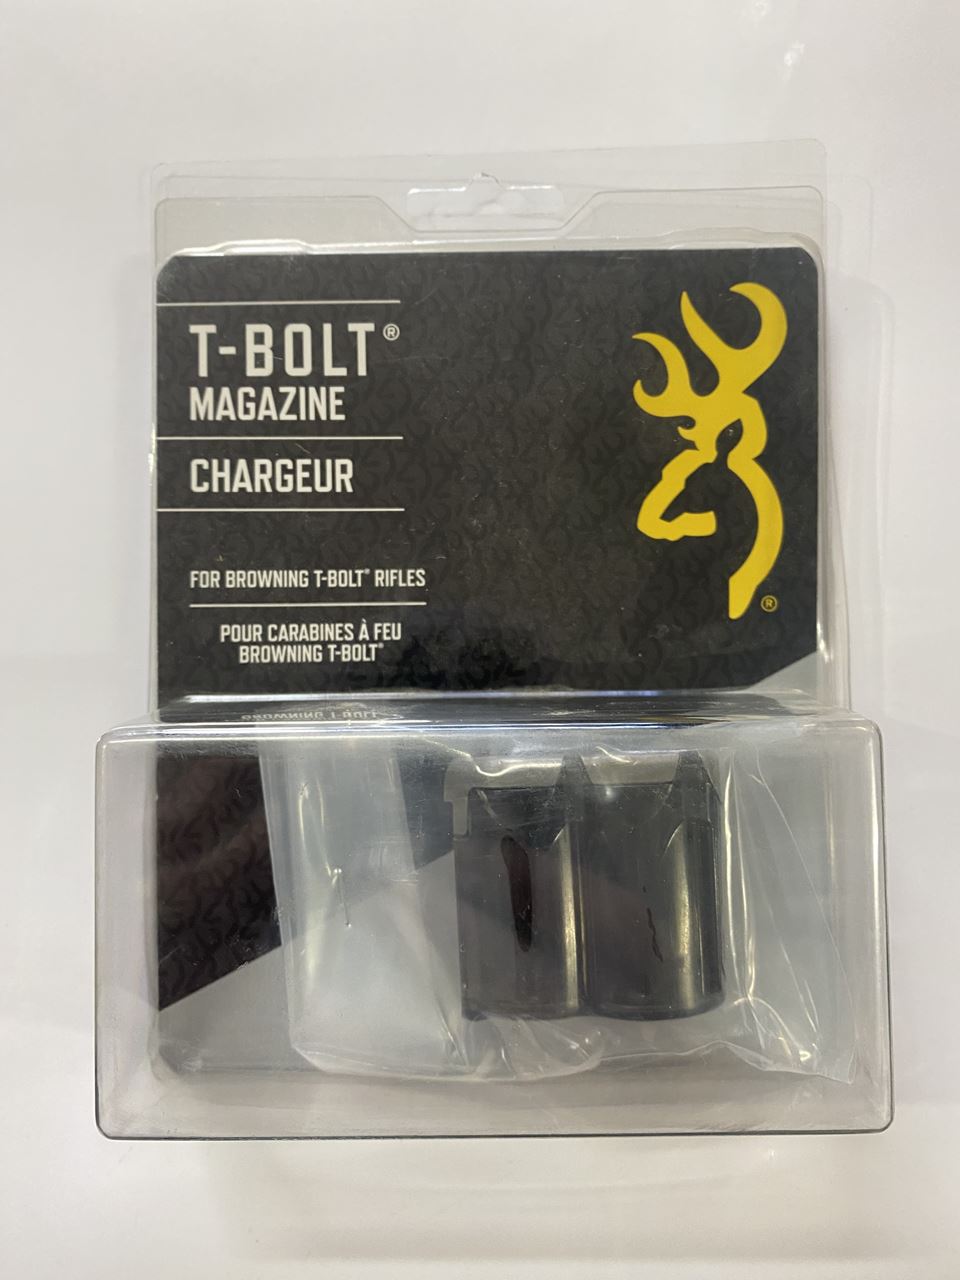 T-BOLT®
MAGAZINE
CHARGEUR
FOR BROWNING T-BOLT® RIFLES
POUR CARABINES À FEU
BROWNING T-BOLT®
®